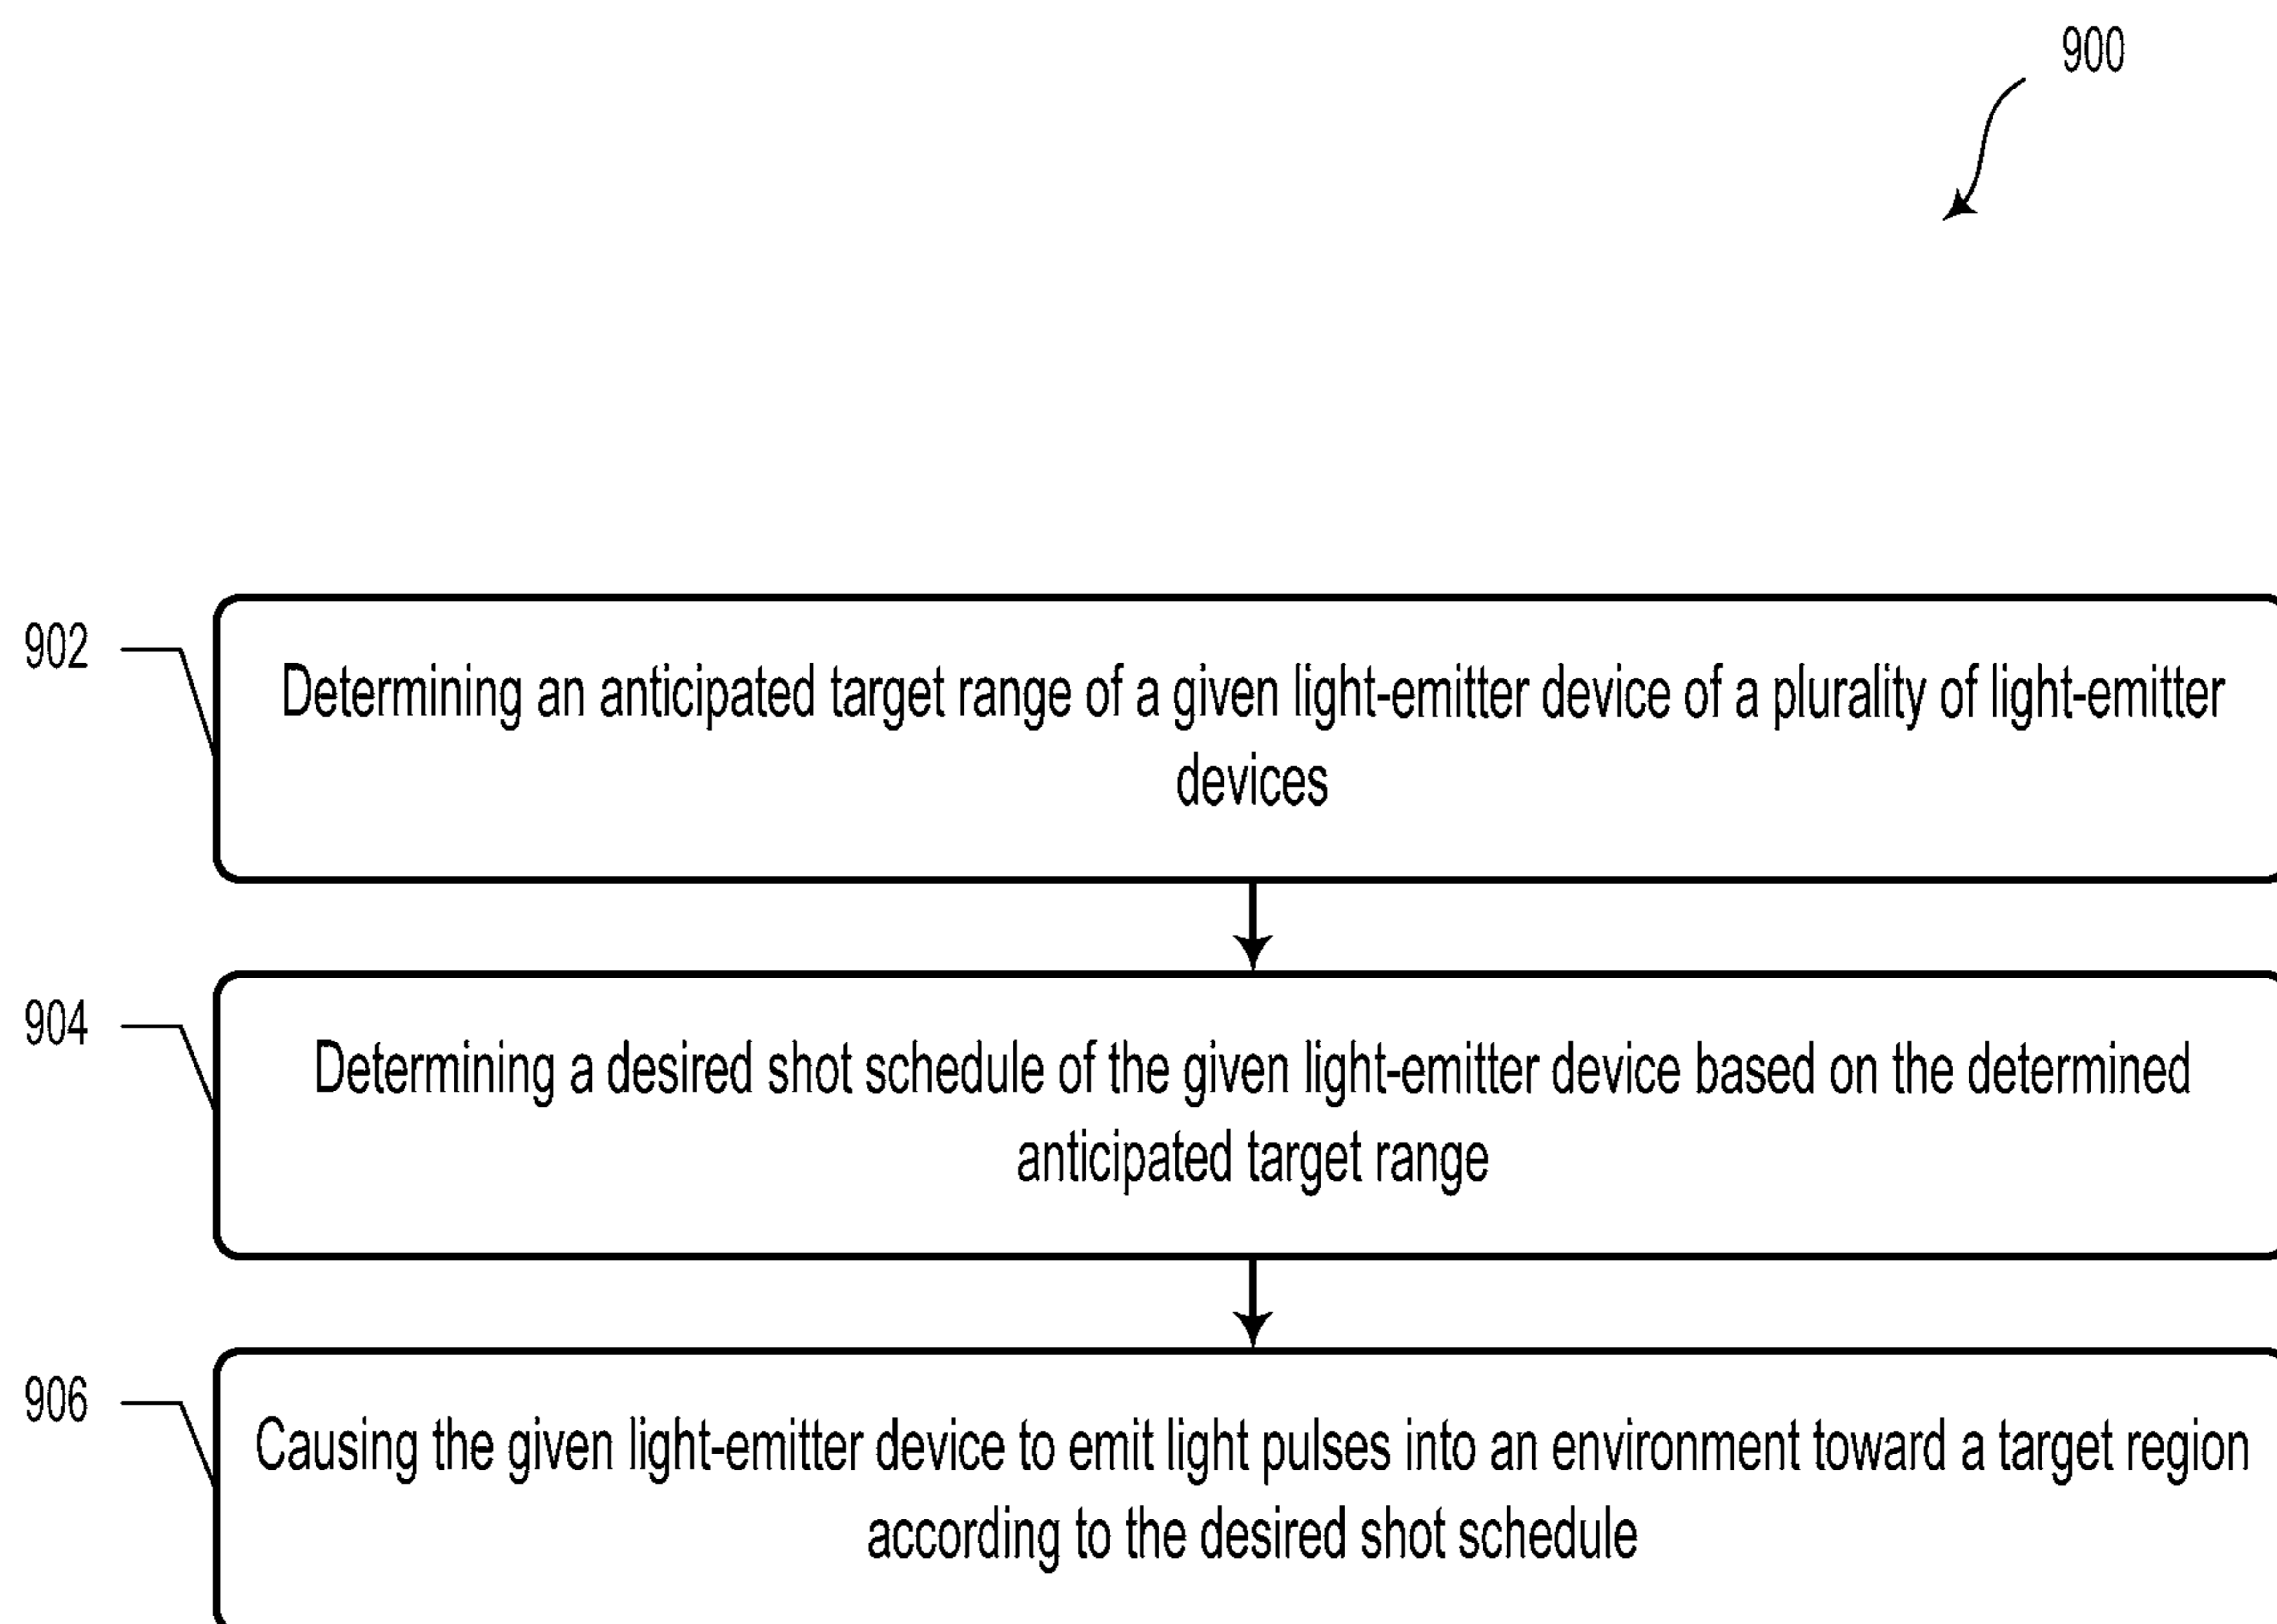 900
902
Determining an anticipated target range of a given light-emitter device of a plurality of light-emitter
devices
904
Determining a desired shot schedule of the given light-emitter device based on the determined
anticipated target range
906
Causing the given light-emitter device to emit light pulses into an environment toward a target region
according to the desired shot schedule